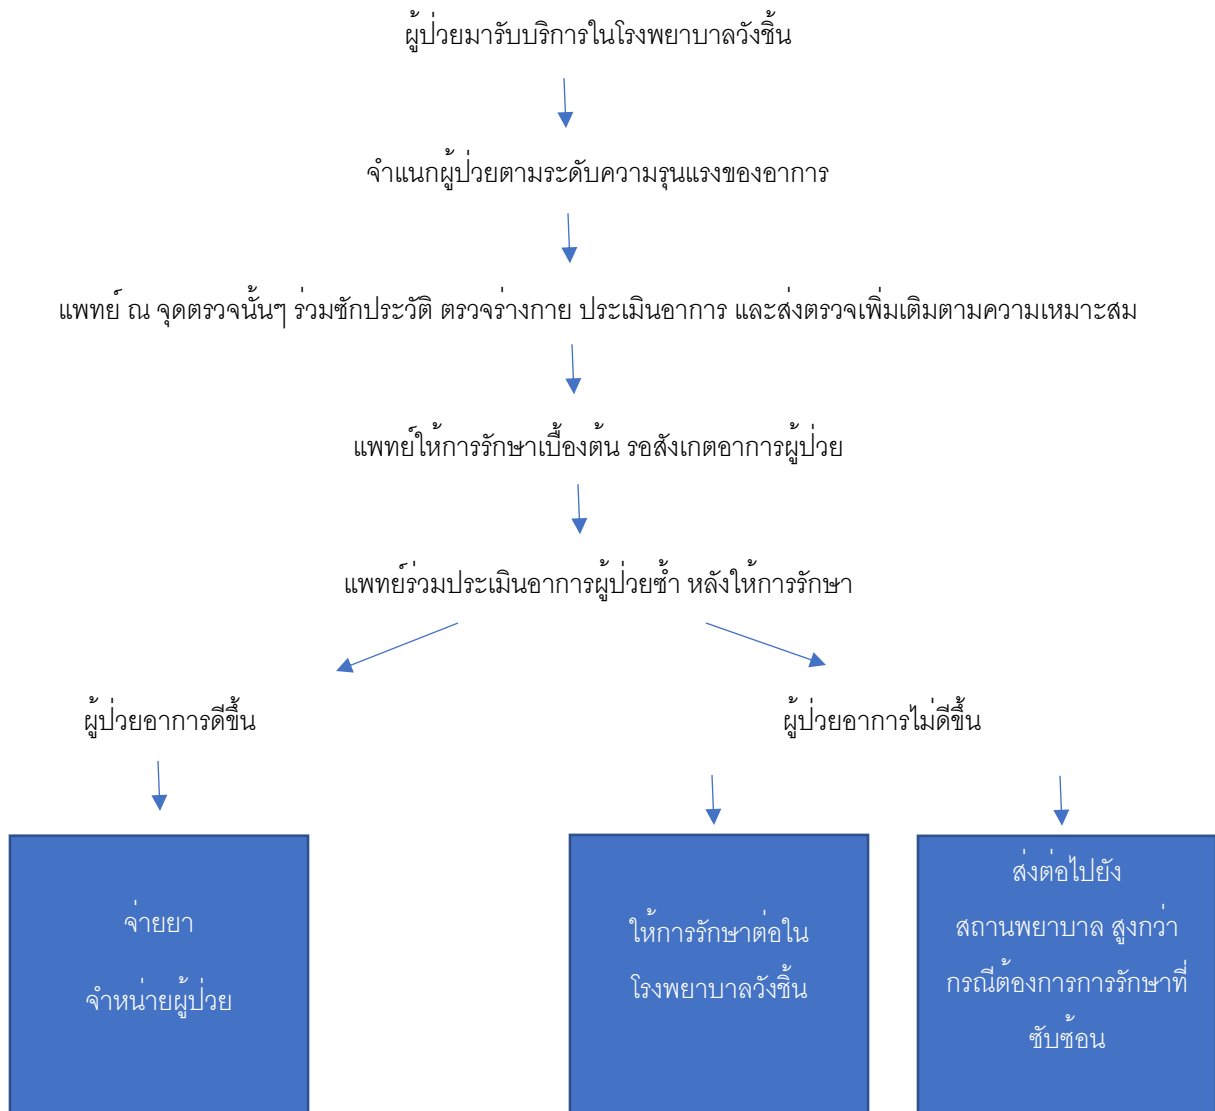 ผู้ป่วยมารับบริการในโรงพยาบาลวังชิ้น
จำแนกผู้ป่วยตามระดับความรุนแรงของอาการ
แพทย์ ณ จุดตรวจนั้นๆ ร่วมซักประวัติ ตรวจร่างกาย ประเมินอาการ และส่งตรวจเพิ่มเติมตามความเหมาะสม
แพทย์ให้การรักษาเบื้องต้น รอสังเกตอาการผู้ป่วย
แพทย์ร่วมประเมินอาการผู้ป่วยซ้ำ หลังให้การรักษา
ผู้ป่วยอาการดีขึ้น
ผู้ป่วยอาการไม่ดีขึ้น
จ่ายยา
จำหน่ายผู้ป่วย
ให้การรักษาต่อใน
โรงพยาบาลวังชิ้น
ส่งต่อไปยัง
สถานพยาบาล สูงกว่า
กรณีต้องการการรักษาที่
ซับซ้อน